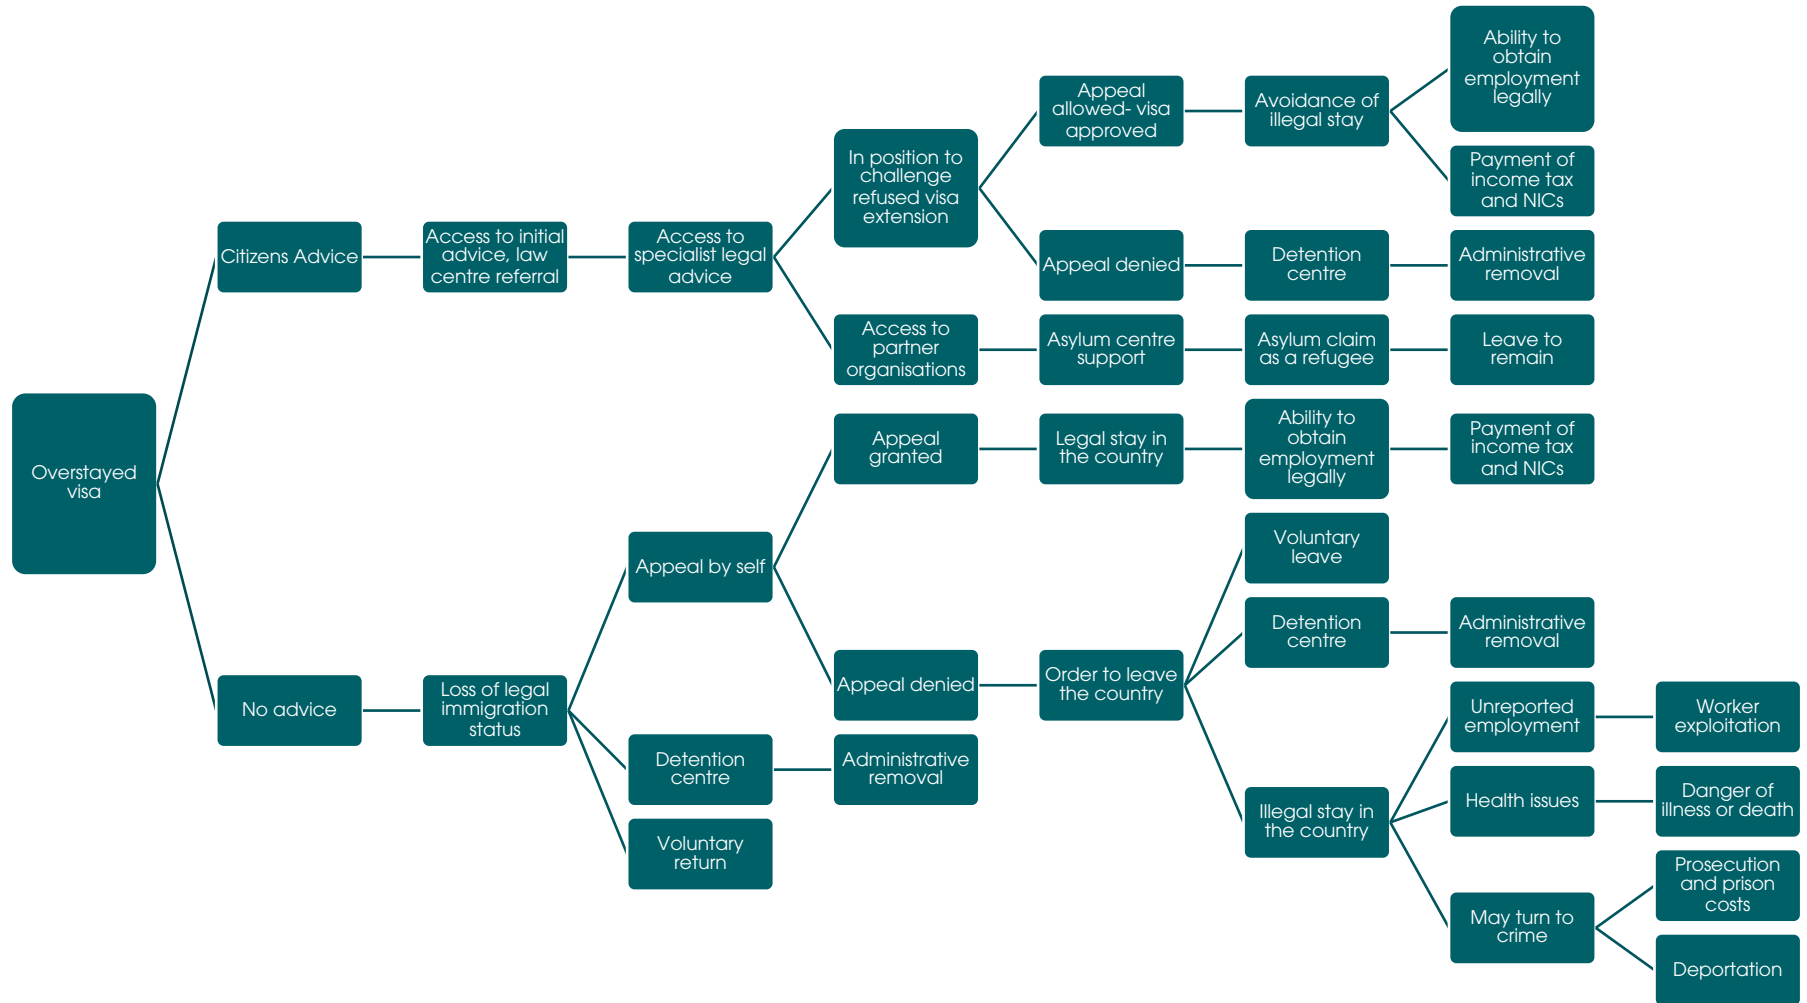 Overstayed
visa
Citizens Advice
Access to initial
advice, law
centre referral
Access to
specialist legal
advice
In position to
challenge
refused visa
extension
Appeal
allowed- visa
approved
Avoidance of
illegal stay
Ability to
obtain
employment
legally
Payment of
income tax
and NICs
Appeal denied
Detention
centre
Administrative
removal
Access to
partner
organisations
Asylum centre
support
Asylum claim
as a refugee
Leave to
remain
No advice
Loss of legal
immigration
status
Appeal by self
Appeal
granted
Legal stay in
the country
Ability to
obtain
employment
legally
Payment of
income tax
and NICs
Appeal denied
Order to leave
the country
Voluntary
leave
Detention
centre
Administrative
removal
Illegal stay in
the country
Unreported
employment
Worker
exploitation
Health issues
Danger of
illness or death
May turn to
crime
Prosecution
and prison
costs
Deportation
Detention
centre
Administrative
removal
Voluntary
return